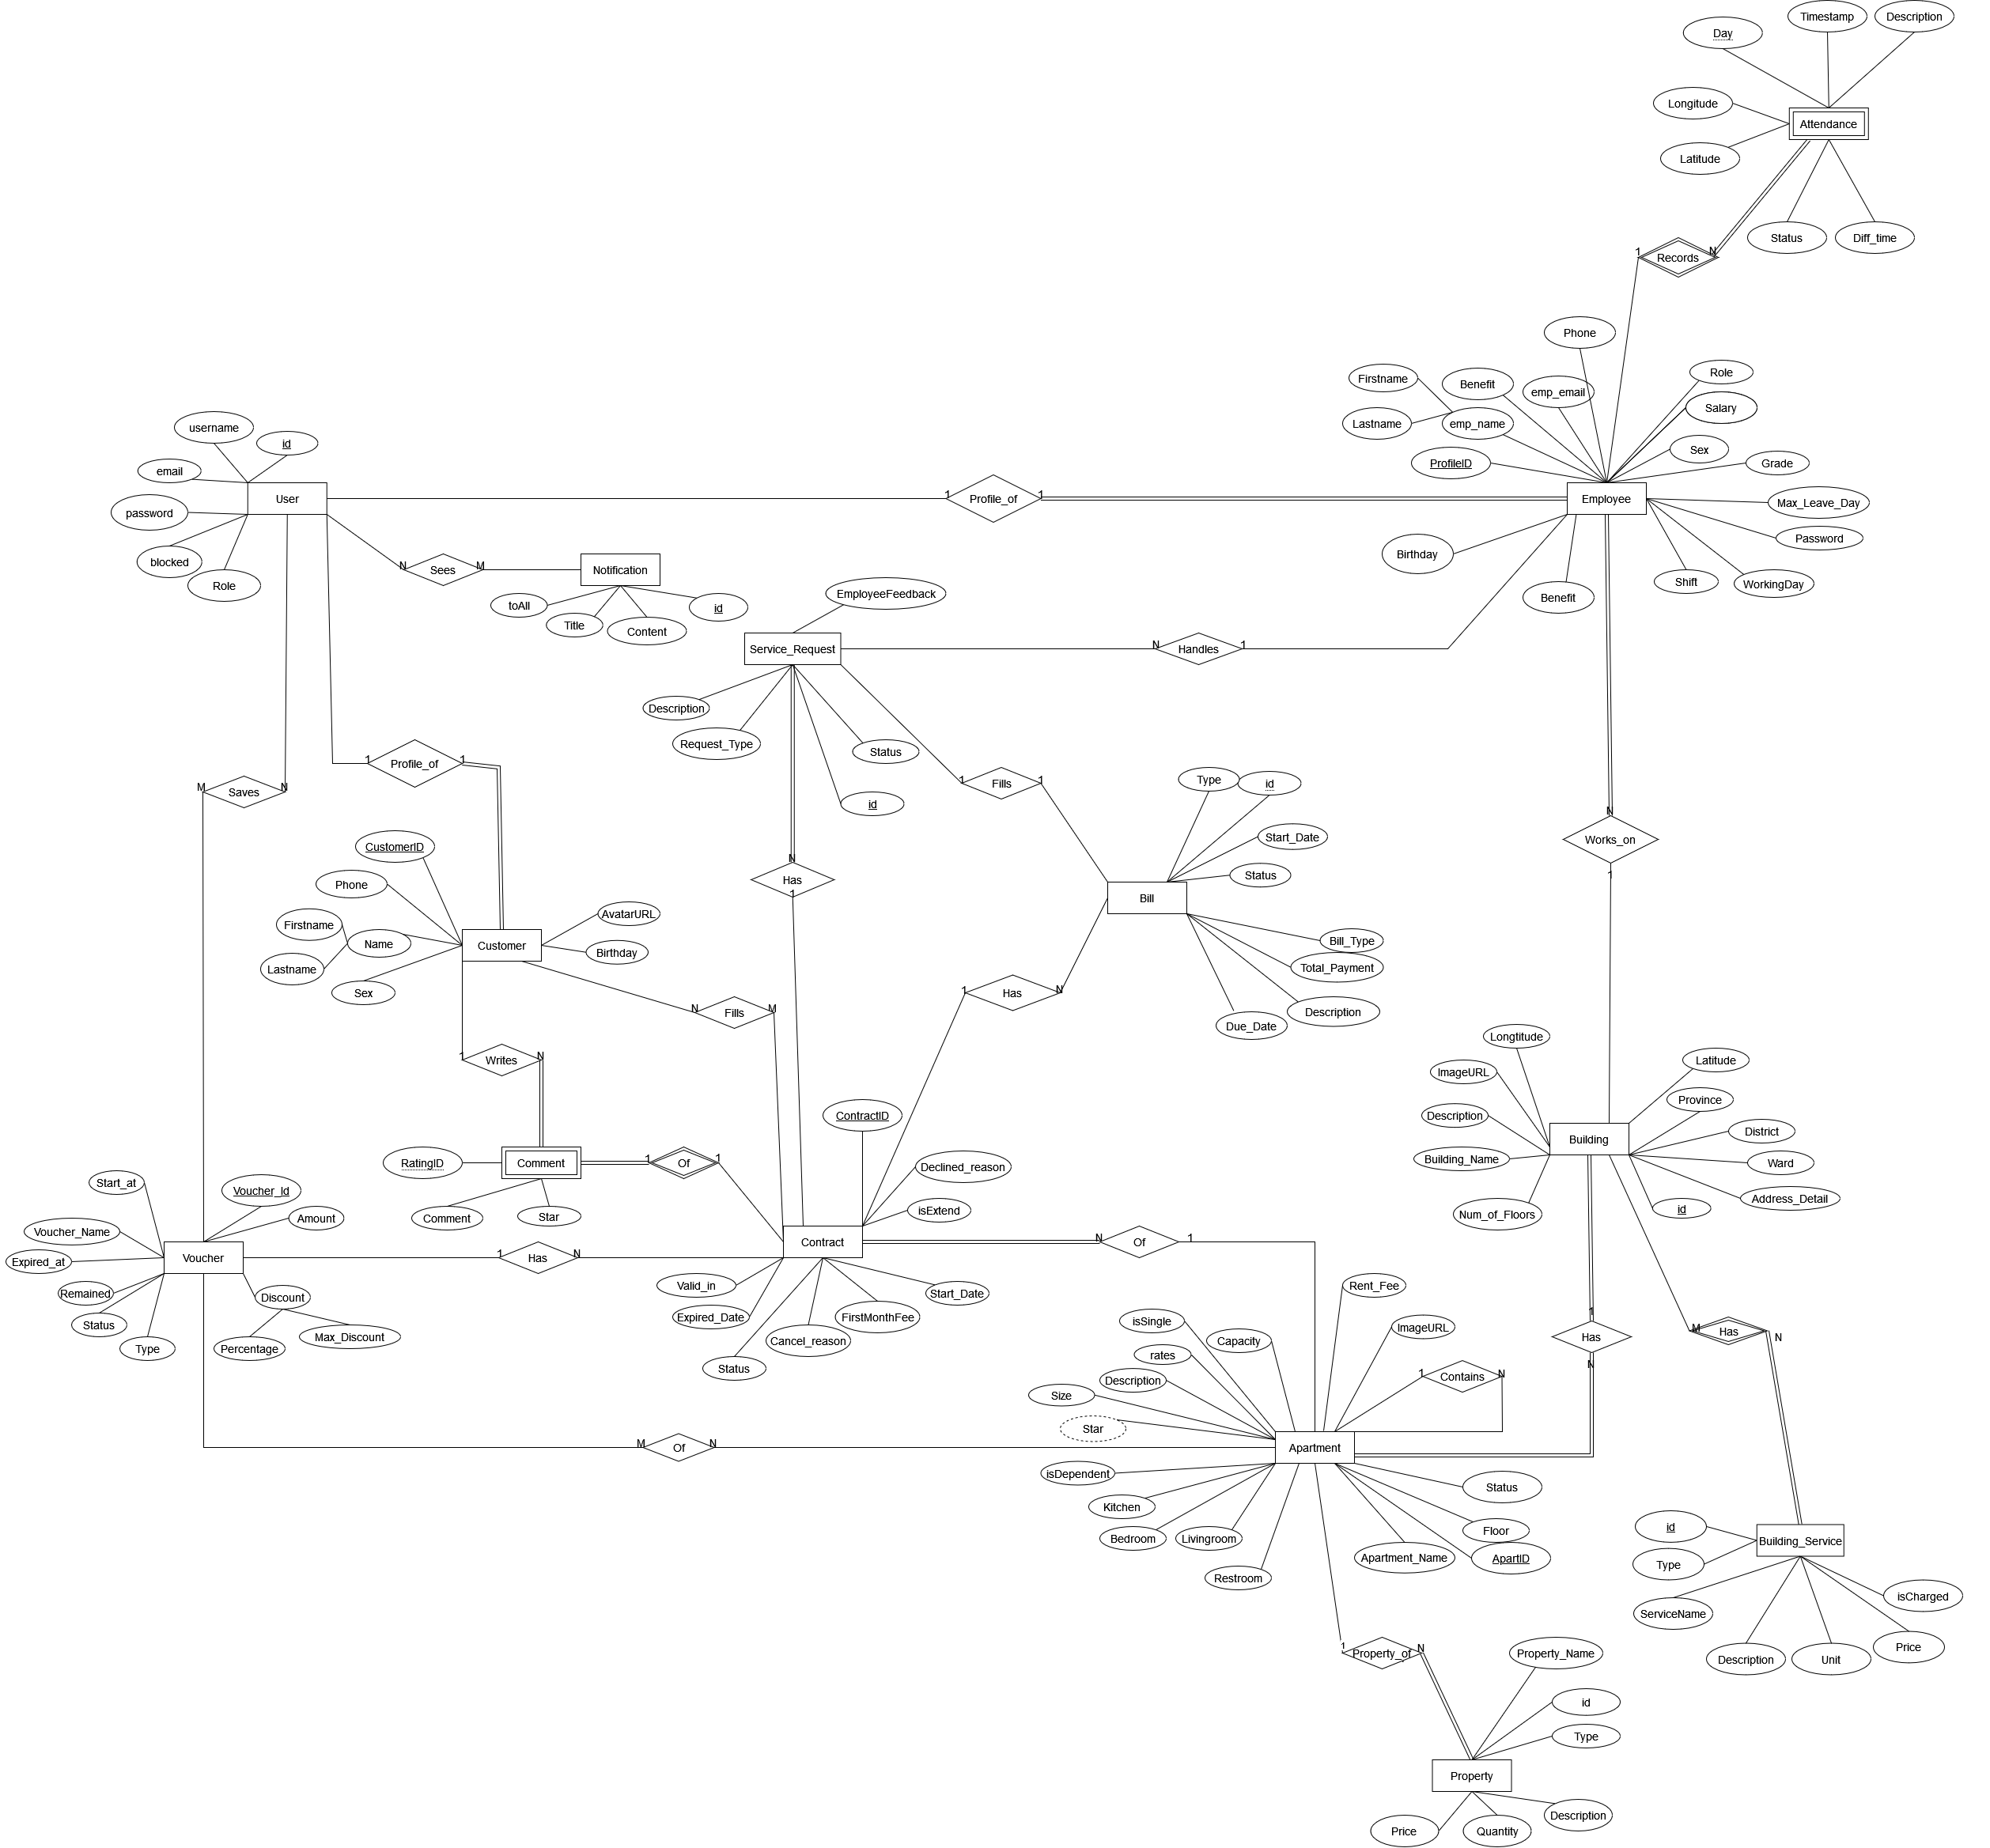 Timestamp
Description
Day
Longitude
Attendance
Latitude
Status
Diff_time
1
N
Records
Phone
Firstname
Benefit
emp_email
Role
Salary
Lastname
emp_name
username
id
Sex
ProfileID
Grade
email
User
1
Profile_of
1
Employee
Max_Leave_Day
password
Password
Birthday
blocked
Role
N
Sees
M
Notification
Shift
WorkingDay
Benefit
toAll
Title
Content
id
EmployeeFeedback
Service_Request
N
Handles
1
Description
Request_Type
Status
id
1
Profile_of
1
M
Saves
N
1
Fills
1
Type
id
Start_Date
Status
N
Works_on
1
CustomerID
Phone
N
Has
1
Bill
Firstname
Name
Lastname
Sex
Customer
AvatarURL
Birthday
Bill_Type
Total_Payment
Description
Due_Date
1
Has
N
N
Fills
M
1
Writes
N
Longtitude
ImageURL
Description
Building_Name
Num_of_Floors
Building
Latitude
Province
District
Ward
Address_Detail
id
ContractID
RatingID
Comment
1
Of
1
Declined_reason
isExtend
Comment
Star
Start_at
Voucher_Id
Amount
Voucher_Name
Expired_at
Voucher
1
Has
N
Contract
N
Of
1
Remained
Status
Type
Discount
Percentage
Max_Discount
Valid_in
Expired_Date
Status
Cancel_reason
FirstMonthFee
Start_Date
Rent_Fee
isSingle
Capacity
ImageURL
rates
Description
Size
Star
1
Contains
N
1
Has
N
M
Has
N
M
Of
N
Apartment
isDependent
Kitchen
Bedroom
Livingroom
Restroom
Status
Floor
Apartment_Name
ApartID
id
Type
Building_Service
ServiceName
isCharged
Description
Unit
Price
1
Property_of
N
Property_Name
id
Type
Property
Price
Quantity
Description